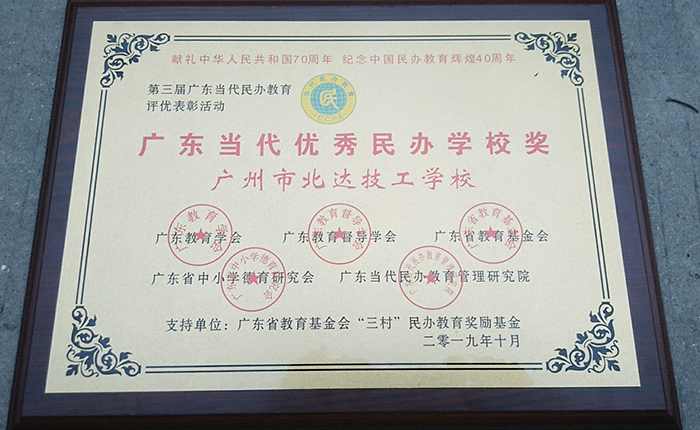 献礼中华人民共和国70周年 纪念中国民办教育辉煌40周年
第三届广东当代民办教育
评优表彰活动
当代民办教育
民
广东当代优秀民办学校奖
广州市北达技工学校
广东教育学会 广东教育督导学会 广东省教育基金会
广东省中小学德育研究会 广东当代民办教育管理研究院
支持单位：广东省教育基金会“三村”民办教育奖励基金
二零一九年十月